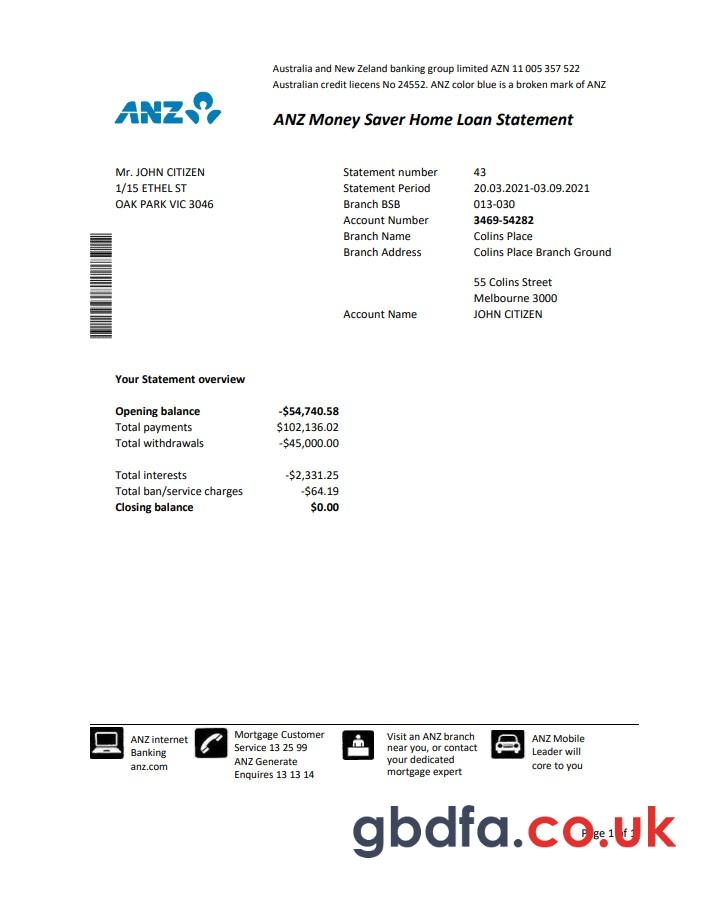 Australia and New Zeland banking group limited AZN 11 005 357 522
Australian credit liecens No 24552. ANZ color blue is a broken mark of ANZ
ANZ
ANZ Money Saver Home Loan Statement
Mr. JOHN CITIZEN
1/15 ETHEL ST
OAK PARK VIC 3046
Statement number 43
Statement Period 20.03.2021-03.09.2021
Branch BSB 013-030
Account Number 3469-54282
Branch Name Colins Place
Branch Address Colins Place Branch Ground
55 Colins Street
Melbourne 3000
Account Name JOHN CITIZEN
Your Statement overview
Opening balance -$54,740.58
Total payments $102,136.02
Total withdrawals -$45,000.00
Total interests -$2,331.25
Total ban/service charges -$64.19
Closing balance $0.00
ANZ internet
Banking
anz.com
Mortgage Customer
Service 13 25 99
ANZ Generate
Enquires 13 13 14
Visit an ANZ branch
near you, or contact
your dedicated
mortgage expert
ANZ Mobile
Leader will
core to you
Page 1 of 1
gbdfa.co.uk